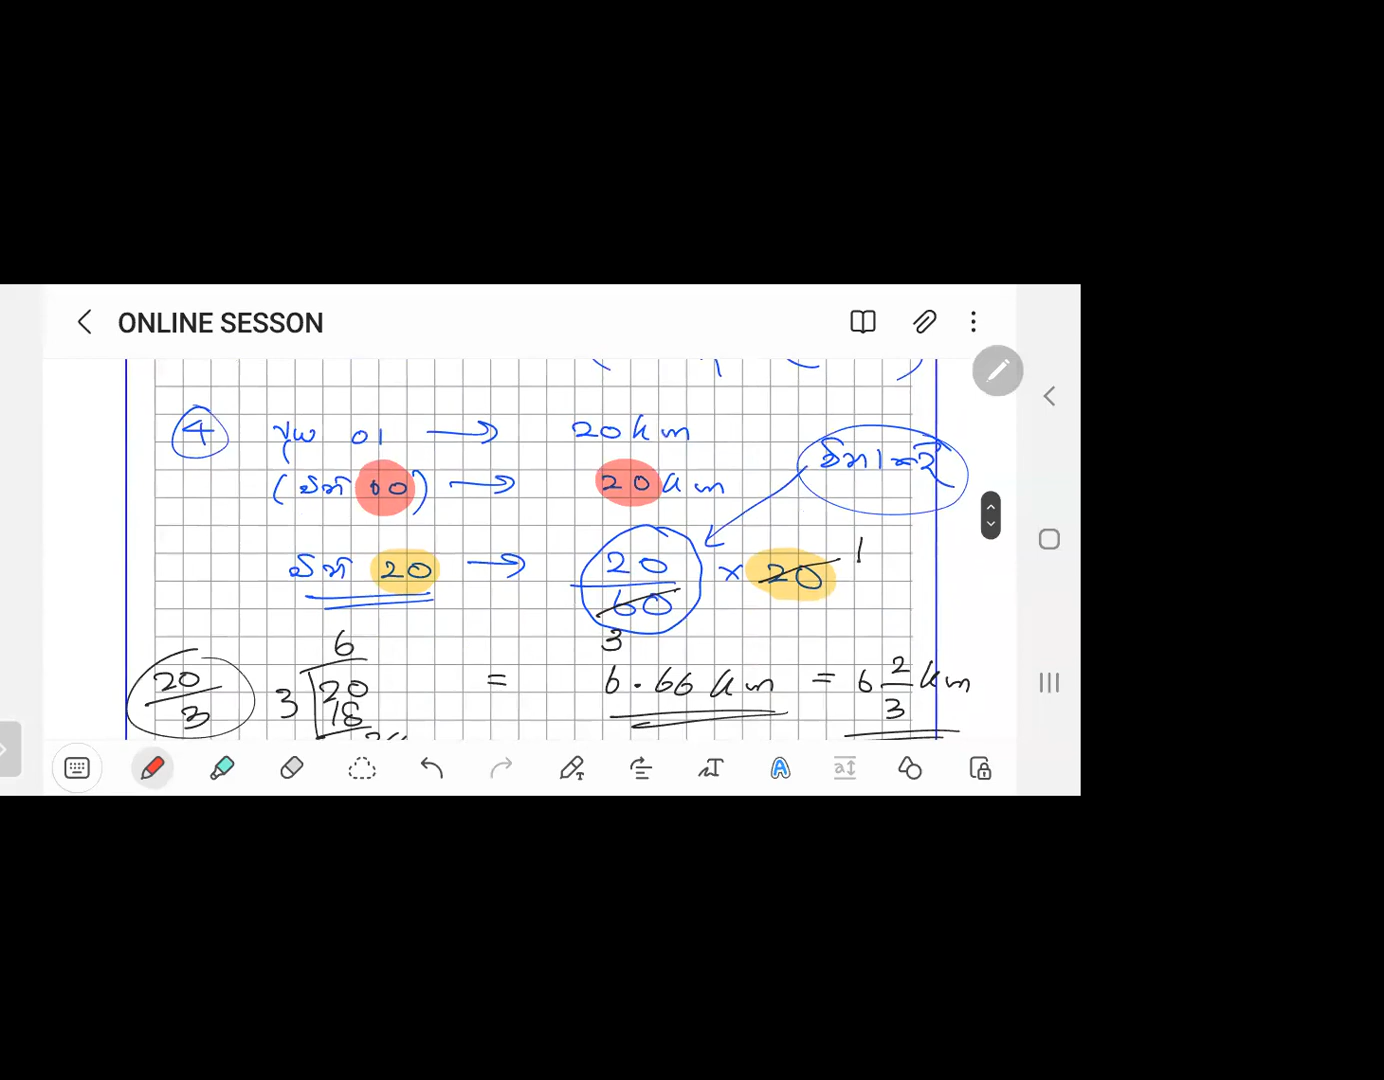 ONLINE SESSON
④ පැය 01 → 20 km
(මිනි 60) → 20 km
මිනි 20 → 20/60 × 20 1
3
6
20/3 3 20 = 6.66 km = 6 2/3 km
18